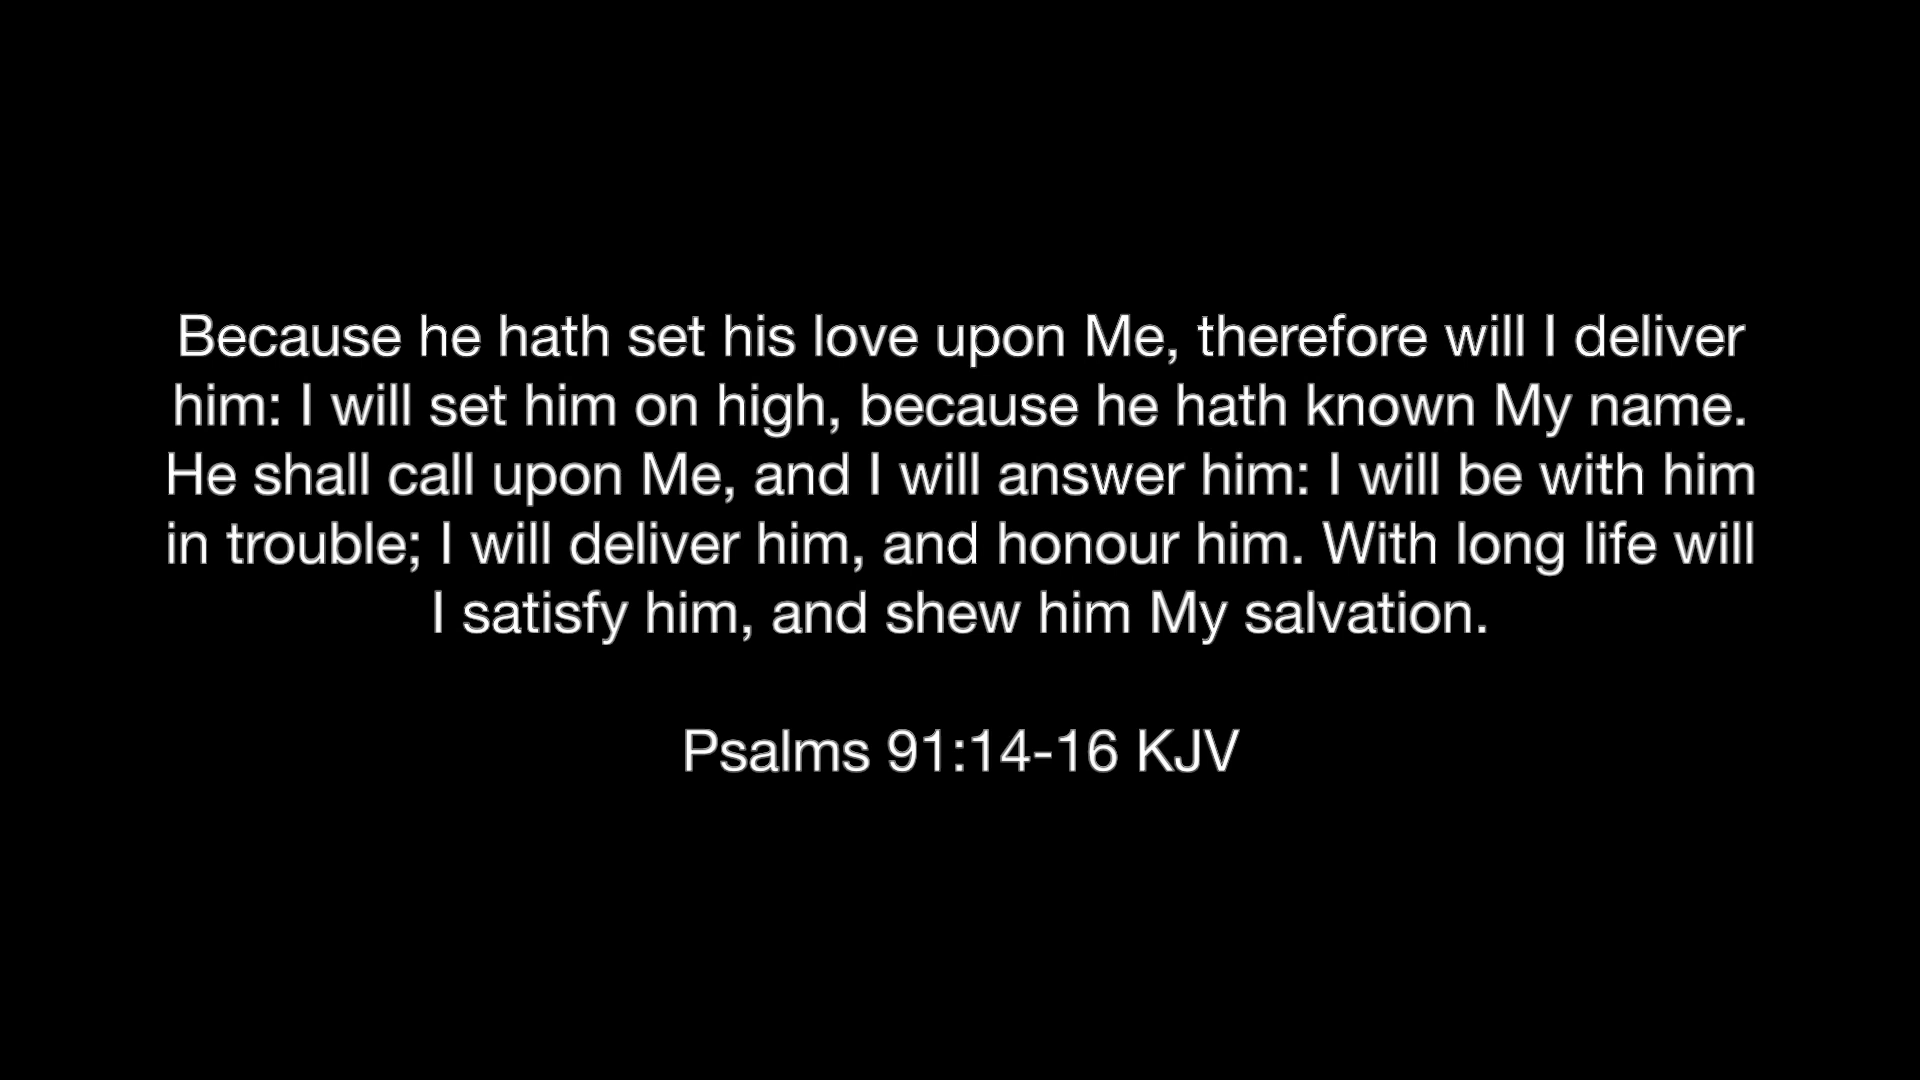 Because he hath set his love upon Me, therefore will I deliver
him: I will set him on high, because he hath known My name.
He shall call upon Me, and I will answer him: I will be with him
in trouble; I will deliver him, and honour him. With long life will
I satisfy him, and shew him My salvation.
Psalms 91:14-16 KJV